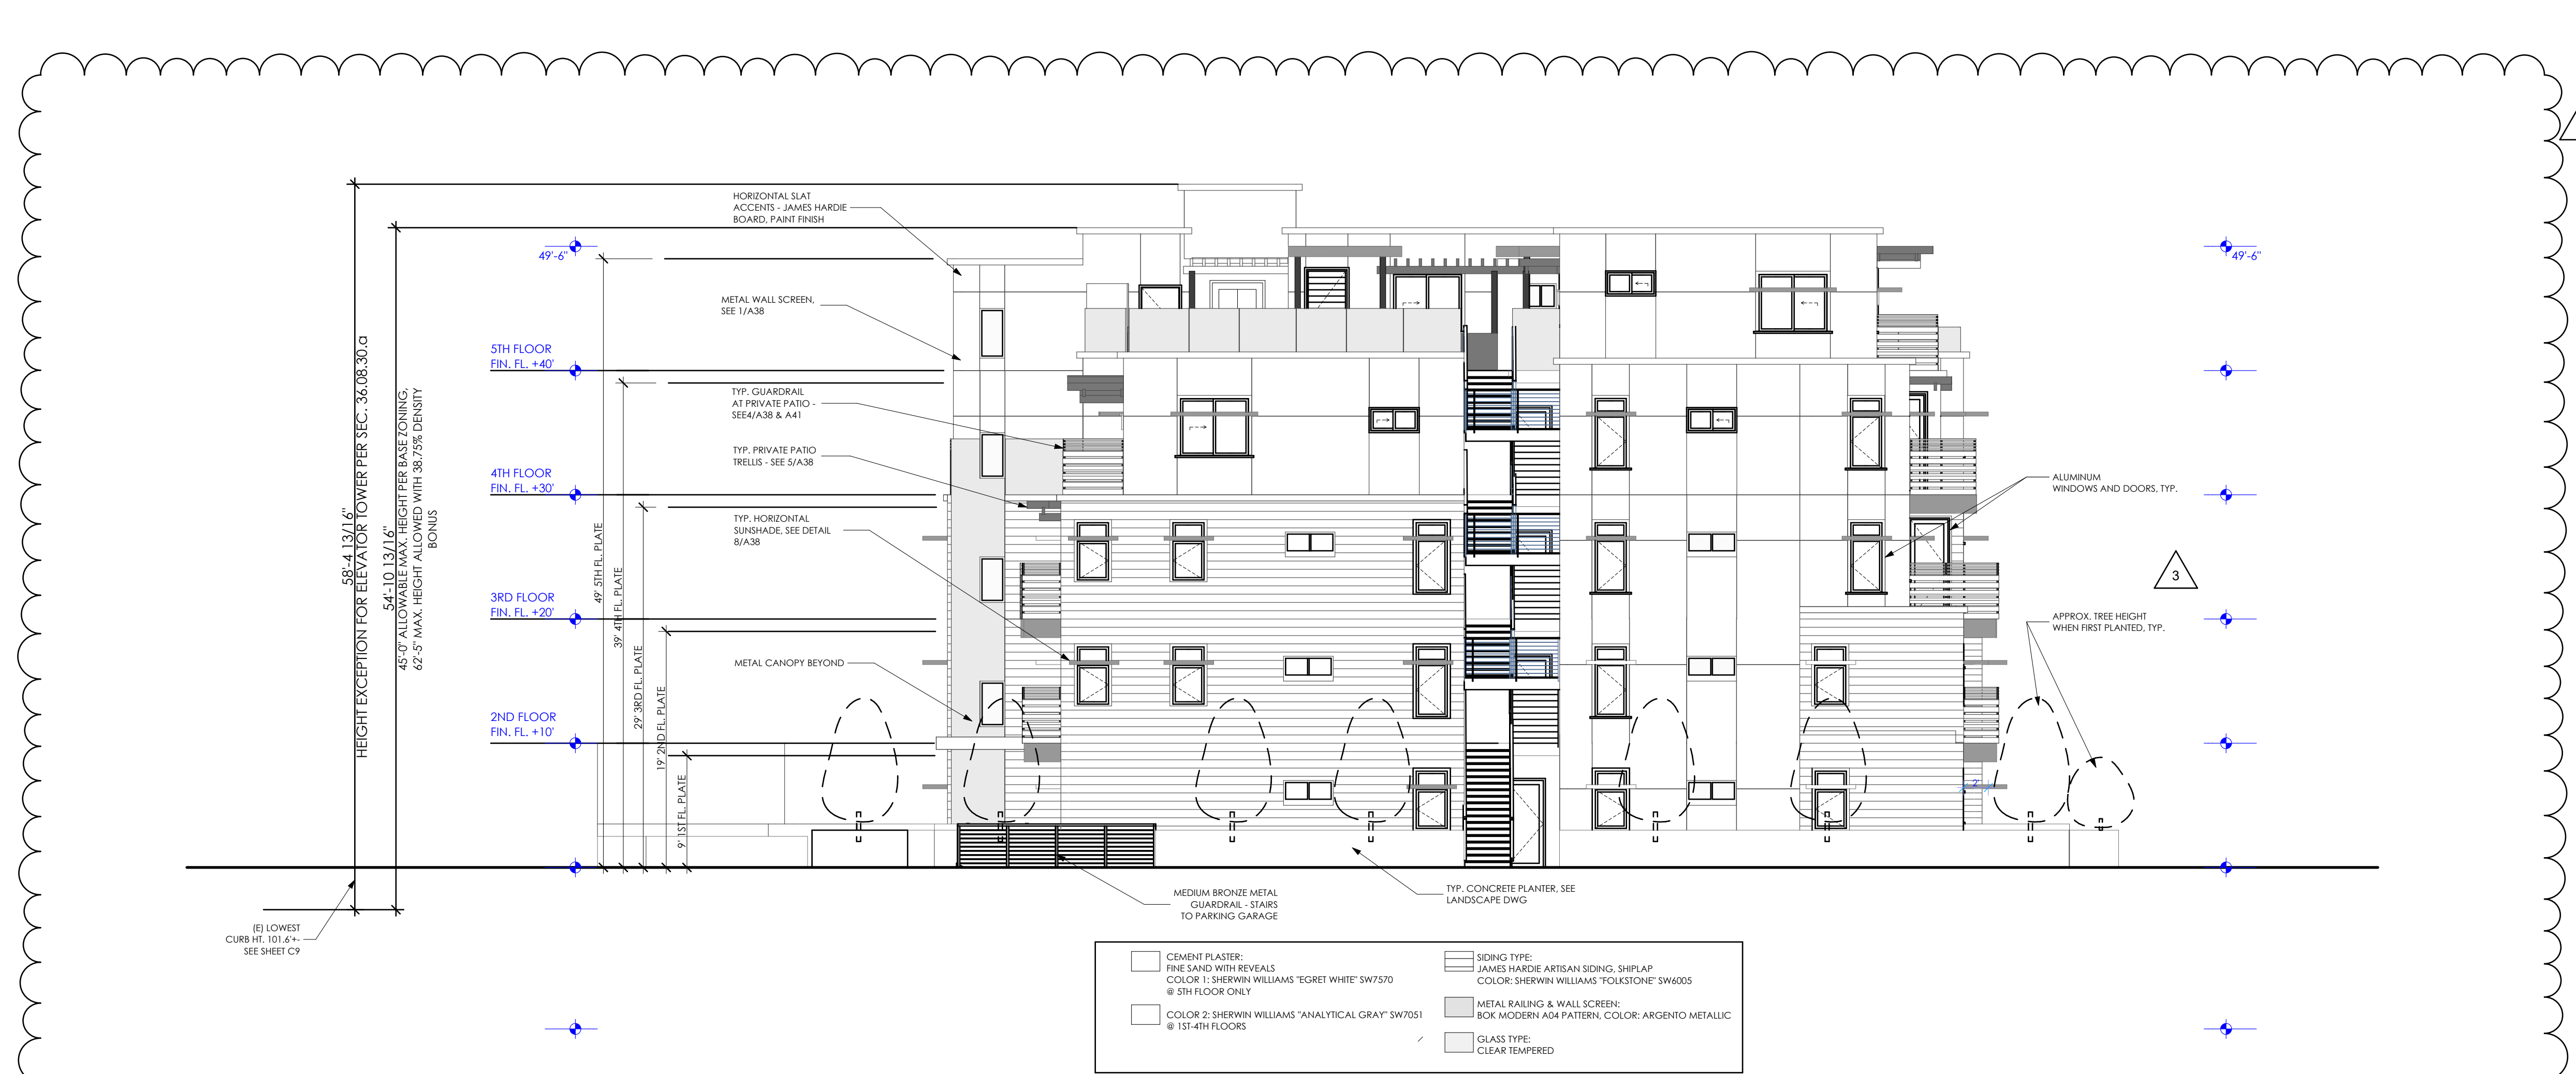 HORIZONTAL SLAT
ACCENTS - JAMES HARDIE
BOARD, PAINT FINISH
49'-6"
49'-6"
METAL WALL SCREEN,
SEE 1/A38
5TH FLOOR
FIN. FL. +40'
TYP. GUARDRAIL
AT PRIVATE PATIO -
SEE4/A38 & A41
TYP. PRIVATE PATIO
TRELLIS - SEE 5/A38
4TH FLOOR
FIN. FL. +30'
ALUMINUM
WINDOWS AND DOORS, TYP.
TYP. HORIZONTAL
SUNSHADE, SEE DETAIL
8/A38
3
3RD FLOOR
FIN. FL. +20'
APPROX. TREE HEIGHT
WHEN FIRST PLANTED, TYP.
METAL CANOPY BEYOND
2ND FLOOR
FIN. FL. +10'
2'
58'-4 13/16"
HEIGHT EXCEPTION FOR ELEVATOR TOWER PER SEC. 36.08.30.a
54'-10 13/16"
45'-0" ALLOWABLE MAX. HEIGHT PER BASE ZONING,
62'-5" MAX. HEIGHT ALLOWED WITH 38.75% DENSITY
BONUS
49' 5TH FL. PLATE
39' 4TH FL. PLATE
29' 3RD FL. PLATE
19' 2ND FL. PLATE
9' 1ST FL. PLATE
(E) LOWEST
CURB HT. 101.6'+-
SEE SHEET C9
MEDIUM BRONZE METAL
GUARDRAIL - STAIRS
TO PARKING GARAGE
TYP. CONCRETE PLANTER, SEE
LANDSCAPE DWG
CEMENT PLASTER:
FINE SAND WITH REVEALS
COLOR 1: SHERWIN WILLIAMS "EGRET WHITE" SW7570
@ 5TH FLOOR ONLY
COLOR 2: SHERWIN WILLIAMS "ANALYTICAL GRAY" SW7051
@ 1ST-4TH FLOORS
SIDING TYPE:
JAMES HARDIE ARTISAN SIDING, SHIPLAP
COLOR: SHERWIN WILLIAMS "FOLKSTONE" SW6005
METAL RAILING & WALL SCREEN:
BOK MODERN A04 PATTERN, COLOR: ARGENTO METALLIC
GLASS TYPE:
CLEAR TEMPERED